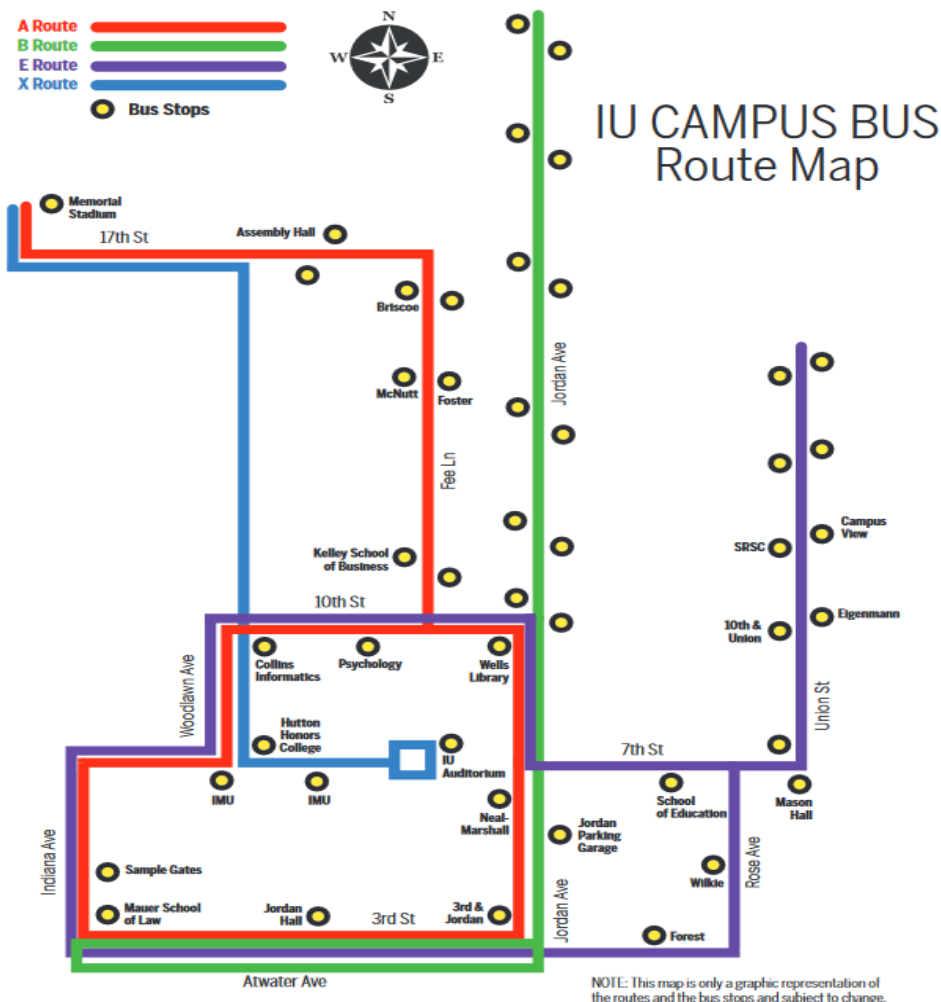 A Route
B Route
E Route
X Route
Bus Stops
N
W
E
S
IU CAMPUS BUS
Route Map
Memorial
Stadium
17th St
Assembly Hall
Briscoe
McNutt
Foster
Jordan Ave
Fee Ln
Kelley School
of Business
10th St
SRSC
Campus
View
10th &
Union
Eigenmann
Union St
Woodlawn Ave
Collins
Informatics
Psychology
Wells
Library
Hutton
Honors
College
IU
Auditorium
7th St
IMU
IMU
Neal-
Marshall
School
of Education
Mason
Hall
Jordan
Parking
Garage
Indiana Ave
Sample Gates
Wilkie
Rose Ave
Mauer School
of Law
Jordan
Hall
3rd St
3rd &
Jordan
Jordan Ave
Forest
Atwater Ave
NOTE: This map is only a graphic representation of
the routes and the bus stops and subject to change.